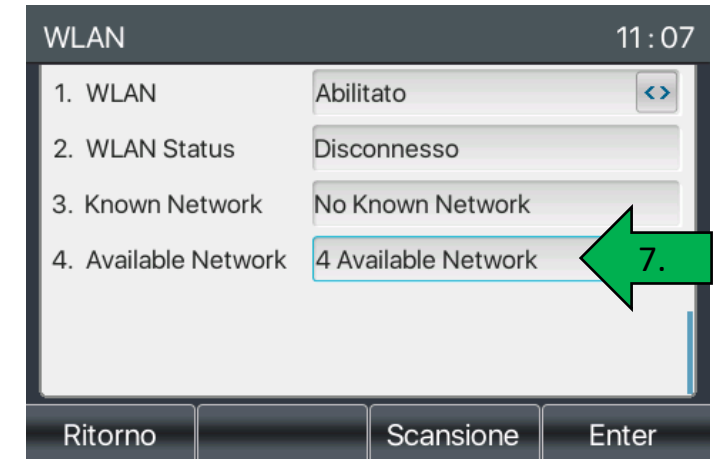 WLAN 11:07
1. WLAN Abilitato <>
2. WLAN Status Disconnesso
3. Known Network No Known Network
4. Available Network 4 Available Network 7.
Ritorno Scansione Enter